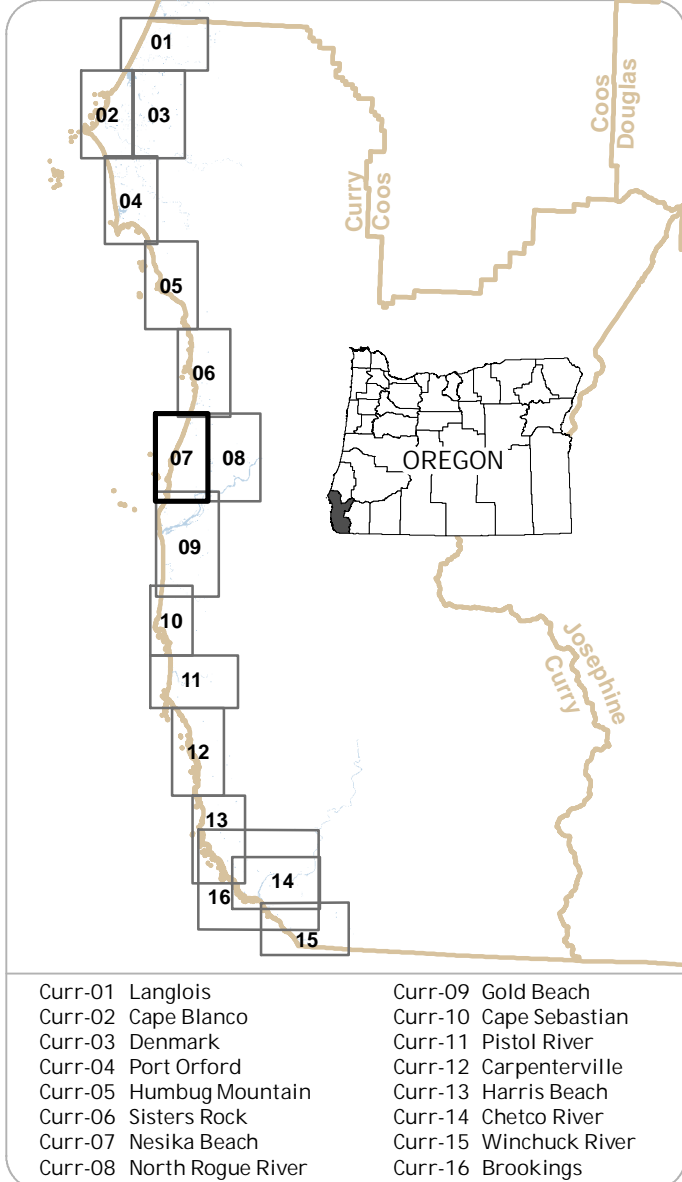 01
02
03
04
05
06
07
08
09
10
11
12
13
14
16
15
Curry
Coos
Coos
Douglas
OREGON
Josephine
Curry
Curr-01 Langlois
Curr-02 Cape Blanco
Curr-03 Denmark
Curr-04 Port Orford
Curr-05 Humbug Mountain
Curr-06 Sisters Rock
Curr-07 Nesika Beach
Curr-08 North Rogue River
Curr-09 Gold Beach
Curr-10 Cape Sebastian
Curr-11 Pistol River
Curr-12 Carpenterville
Curr-13 Harris Beach
Curr-14 Chetco River
Curr-15 Winchuck River
Curr-16 Brookings